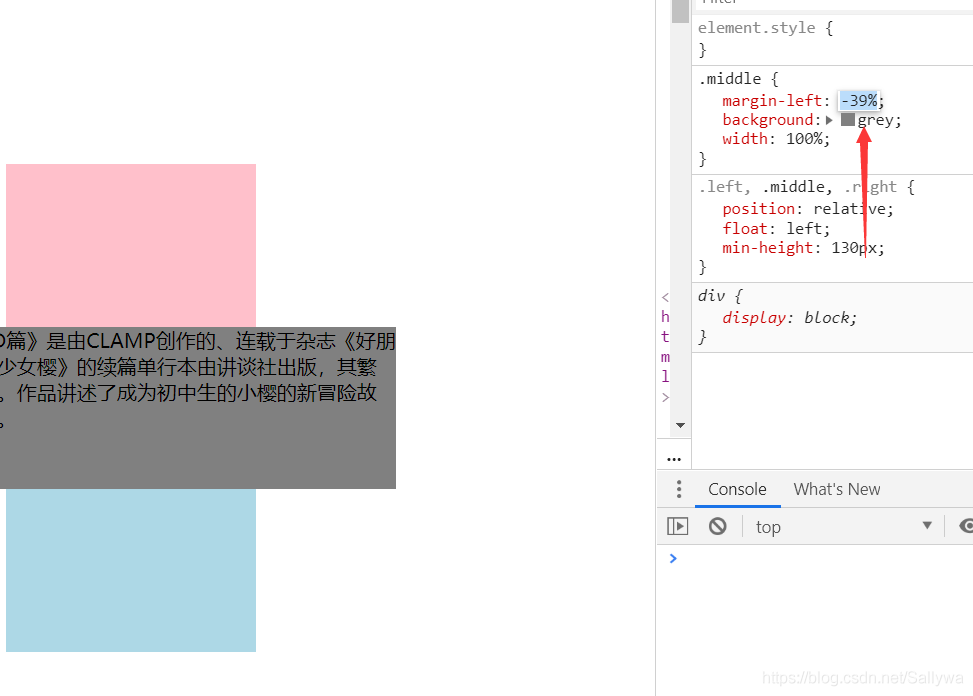 element.style {
}
.middle {
margin-left: -39%;
background: grey;
width: 100%;
}
.left, .middle, .right {
position: relative;
float: left;
min-height: 130px;
}
div {
display: block;
}
篇》是由CLAMP创作的、连载于杂志《好朋
少女樱》的续篇单行本由讲谈社出版，其繁
。作品讲述了成为初中生的小樱的新冒险故
。
<
h
t
m
l
>
...
Console What's New
top
>
https://blog.csdn.net/Sallywa